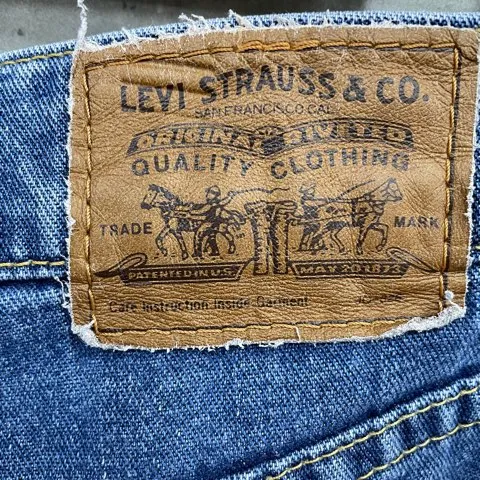 LEVI STRAUSS & CO.
SAN FRANCISCO CAL
ORIGINAL RIVETED
QUALITY CLOTHING
TRADE MARK
PATENTED IN U.S. MAY 20 1873
Care Instruction Inside Garment